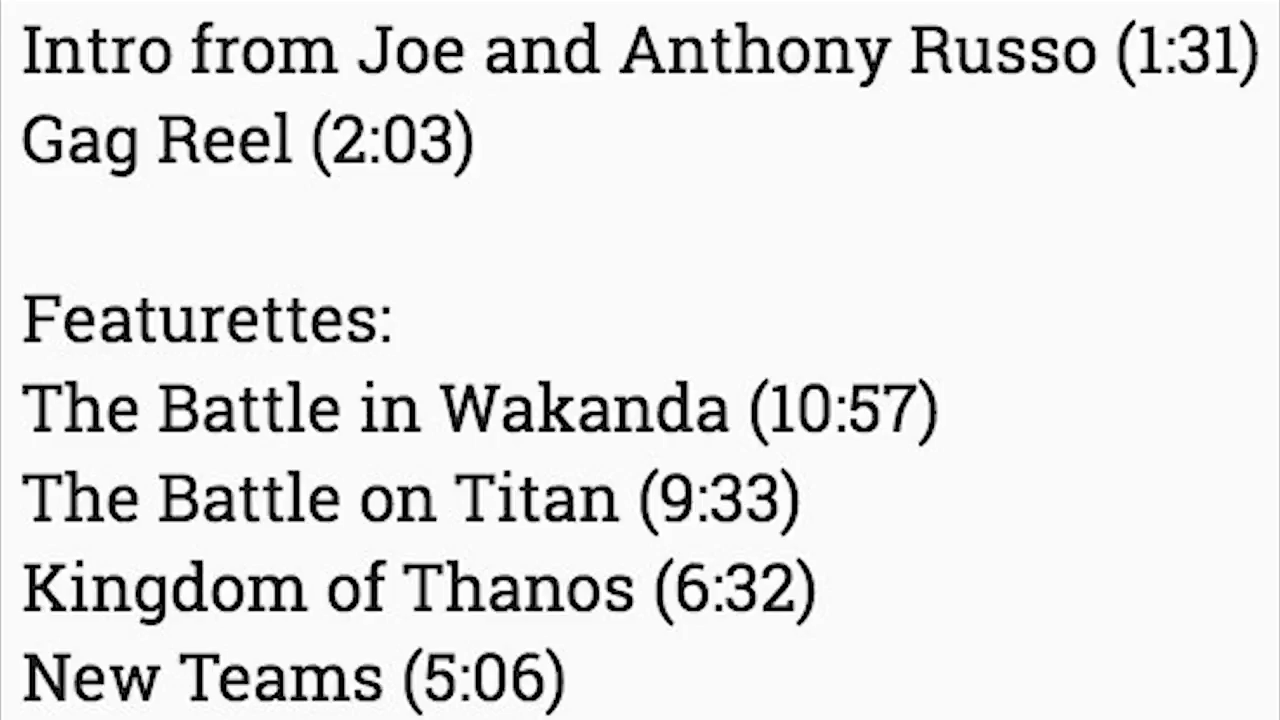 Intro from Joe and Anthony Russo (1:31)
Gag Reel (2:03)
Featurettes:
The Battle in Wakanda (10:57)
The Battle on Titan (9:33)
Kingdom of Thanos (6:32)
New Teams (5:06)